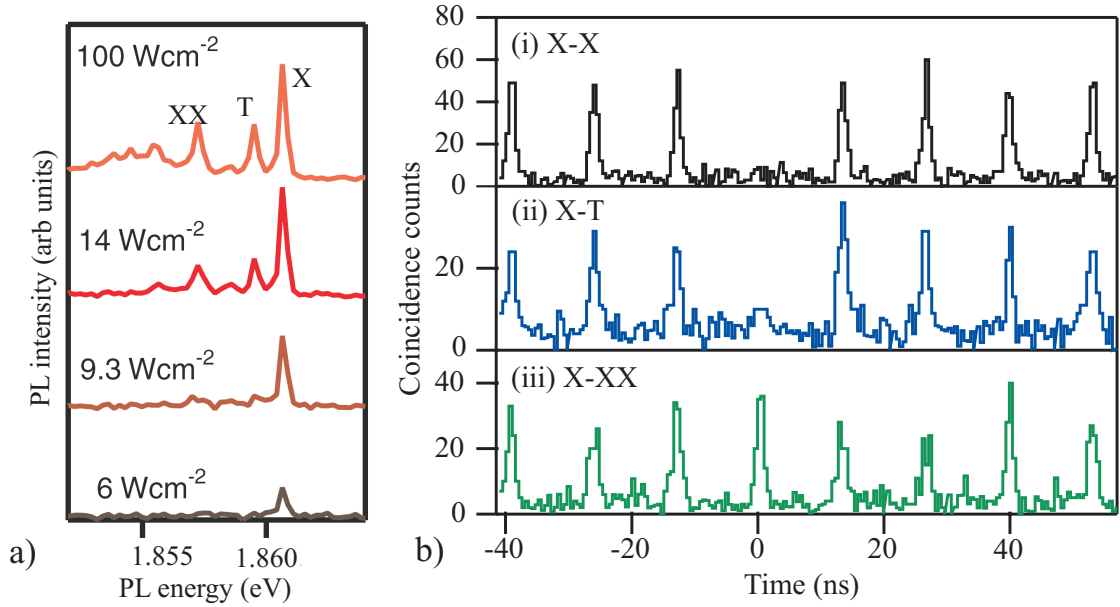 100 Wcm-2
XX
T
X
14 Wcm-2
9.3 Wcm-2
6 Wcm-2
PL intensity (arb units)
1.855
1.860
PL energy (eV)
a)
80
60
40
20
0
(i) X-X
20
0
(ii) X-T
40
20
0
(iii) X-XX
Coincidence counts
-40
-20
0
20
40
Time (ns)
b)